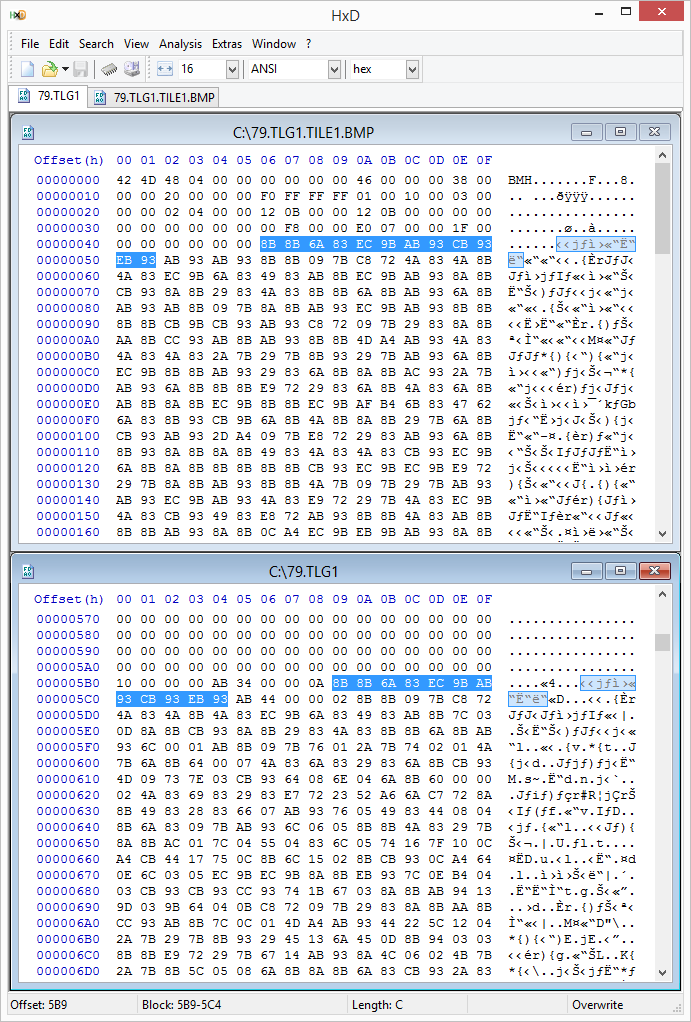 HxD
File Edit Search View Analysis Extras Window ?
16 ANSI hex
79.TLG1 79.TLG1.TILE1.BMP
C:\79.TLG1.TILE1.BMP
Offset(h) 00 01 02 03 04 05 06 07 08 09 0A 0B 0C 0D 0E 0F
00000000 42 4D 48 04 00 00 00 00 00 00 46 00 00 00 38 00 BMH.......F...8.
00000010 00 00 20 00 00 00 F0 FF FF FF 01 00 10 00 03 00 .. ...ðÿÿÿ......
00000020 00 00 02 04 00 00 12 0B 00 00 12 0B 00 00 00 00 ................
00000030 00 00 00 00 00 00 00 F8 00 00 E0 07 00 00 1F 00 .......ø..à.....
00000040 00 00 00 00 00 00 8B 8B 6A 83 EC 9B AB 93 CB 93 ......‹‹jƒì›«“Ë“
00000050 EB 93 AB 93 AB 93 8B 8B 09 7B C8 72 4A 83 4A 8B ë“«“«“‹‹.{ÈrJƒJ‹
00000060 4A 83 EC 9B 6A 83 49 83 AB 8B EC 9B AB 93 8A 8B Jƒì›jƒIƒ«‹ì›«“Š‹
00000070 CB 93 8A 8B 29 83 4A 83 8B 8B 6A 8B AB 93 6A 8B Ë“Š‹)ƒJƒ‹‹j‹«“j‹
00000080 AB 93 AB 8B 09 7B 8A 8B AB 93 EC 9B AB 93 8B 8B «“«‹.{Š‹«“ì›«“‹‹
00000090 8B 8B CB 9B CB 93 AB 93 C8 72 09 7B 29 83 8A 8B ‹‹Ë›Ë“«“Èr.{)ƒŠ‹
000000A0 AA 8B CC 93 AB 8B AB 93 8B 8B 4D A4 AB 93 4A 83 ª‹Ì“«‹«“‹‹M¤«“Jƒ
000000B0 4A 83 4A 83 2A 7B 29 7B 8B 93 29 7B AB 93 6A 8B JƒJƒ*{){‹“){«“j‹
000000C0 EC 9B 8B 8B AB 93 29 83 6A 8B 8A 8B AC 93 2A 7B ì›‹‹«“)ƒj‹Š‹¬“*{
000000D0 AB 93 6A 8B 8B 8B E9 72 29 83 6A 8B 4A 83 6A 8B «“j‹‹‹ér)ƒj‹Jƒj‹
000000E0 AB 8B 8A 8B EC 9B 8B 8B EC 9B AF B4 6B 83 47 62 «‹Š‹ì›‹‹ì›¯´kƒGb
000000F0 6A 83 8B 93 CB 9B 6A 8B 4A 8B 8A 8B 29 7B 6A 8B jƒ‹“Ë›j‹J‹Š‹){j‹
00000100 CB 93 AB 93 2D A4 09 7B E8 72 29 83 AB 93 6A 8B Ë“«“-¤.{èr)ƒ«“j‹
00000110 8B 93 8A 8B 8A 8B 49 83 4A 83 4A 83 CB 93 EC 9B ‹“Š‹Š‹IƒJƒJƒË“ì›
00000120 6A 8B 8A 8B 8B 8B 8B 8B CB 93 EC 9B EC 9B E9 72 j‹Š‹‹‹‹‹Ë“ì›ì›ér
00000130 29 7B 8A 8B AB 93 8B 8B 4A 7B 09 7B 29 7B AB 93 ){Š‹«“‹‹J{.{){«“
00000140 AB 93 EC 9B AB 93 4A 83 E9 72 29 7B 4A 83 EC 9B «“ì›«“Jƒér){Jƒì›
00000150 4A 83 CB 93 49 83 E8 72 AB 93 8B 8B 4A 83 AB 8B JƒË“Iƒèr«“‹‹Jƒ«‹
00000160 8B 8B AB 93 8A 8B 0C A4 EC 9B EB 9B AB 93 8A 8B ‹‹«“Š‹.¤ì›ë›«“Š‹
C:\79.TLG1
Offset(h) 00 01 02 03 04 05 06 07 08 09 0A 0B 0C 0D 0E 0F
00000570 00 00 00 00 00 00 00 00 00 00 00 00 00 00 00 00 ................
00000580 00 00 00 00 00 00 00 00 00 00 00 00 00 00 00 00 ................
00000590 00 00 00 00 00 00 00 00 00 00 00 00 00 00 00 00 ................
000005A0 00 00 00 00 00 00 00 00 00 00 00 00 00 00 00 00 ................
000005B0 10 00 00 00 AB 34 00 00 0A 8B 8B 6A 83 EC 9B AB ....«4...‹‹jƒì›«
000005C0 93 CB 93 EB 93 AB 44 00 00 02 8B 8B 09 7B C8 72 “Ë“ë“«D...‹‹.{Èr
000005D0 4A 83 4A 8B 4A 83 EC 9B 6A 83 49 83 AB 8B 7C 03 JƒJ‹Jƒì›jƒIƒ«‹|.
000005E0 0D 8A 8B CB 93 8A 8B 29 83 4A 83 8B 8B 6A 8B AB .Š‹Ë“Š‹)ƒJƒ‹‹j‹«
000005F0 93 6C 00 01 AB 8B 09 7B 76 01 2A 7B 74 02 01 4A “l..«‹.{v.*{t..J
00000600 7B 6A 8B 64 00 07 4A 83 6A 83 29 83 6A 8B CB 93 {j‹d..Jƒjƒ)ƒj‹Ë“
00000610 4D 09 73 7E 03 CB 93 64 08 6E 04 6A 8B 60 00 00 M.s~.Ë“d.n.j‹`..
00000620 02 4A 83 69 83 29 83 E7 72 23 52 A6 6A C7 72 8A .Jƒiƒ)ƒçr#R¦jÇrŠ
00000630 8B 49 83 28 83 66 07 AB 93 76 05 49 83 44 08 04 ‹Iƒ(ƒf.«“v.IƒD..
00000640 8B 6A 83 09 7B AB 93 6C 06 05 8B 8B 4A 83 29 7B ‹jƒ.{«“l..‹‹Jƒ){
00000650 8A 8B AC 01 7C 04 55 04 83 6C 05 74 16 7F 10 0C Š‹¬.|.U.ƒl.t....
00000660 A4 CB 44 17 75 0C 8B 6C 15 02 8B CB 93 0C A4 64 ¤ËD.u.‹l..‹Ë“.¤d
00000670 0E 6C 03 05 EC 9B EC 9B 8A 8B EB 93 7C 0E B4 04 .l..ì›ì›Š‹ë“|.´.
00000680 03 CB 93 CB 93 CC 93 74 1B 67 03 8A 8B AB 94 13 .Ë“Ë“Ì“t.g.Š‹«”.
00000690 9D 03 9B 64 04 0B C8 72 09 7B 29 83 8A 8B AA 8B ..›d..Èr.{)ƒŠ‹ª‹
000006A0 CC 93 AB 8B 7C 0C 01 4D A4 AB 93 44 22 5C 12 04 Ì“«‹|..M¤«“D"\..
000006B0 2A 7B 29 7B 8B 93 29 45 13 6A 45 0D 8B 94 03 03 *{){‹“)E.jE.‹”..
000006C0 8B 8B E9 72 29 7B 67 14 AB 93 8A 4C 06 02 4B 7B ‹‹ér){g.«“ŠL..K{
000006D0 2A 7B 8B 5C 05 08 6A 8B 8A 8B 6A 83 CB 93 2A 83 *{‹\..j‹Š‹jƒË“*ƒ
Offset: 5B9 Block: 5B9-5C4 Length: C Overwrite